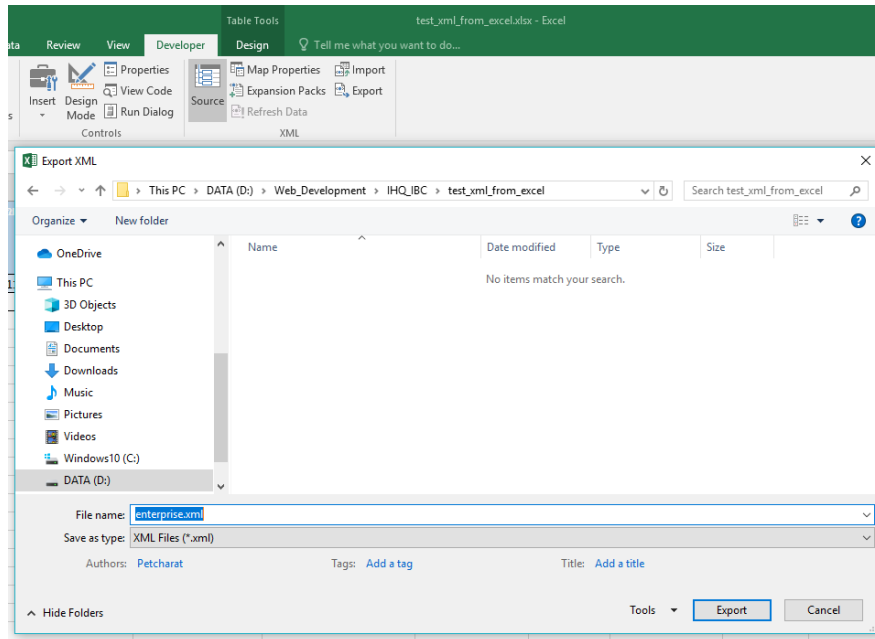 Table Tools test_xml_from_excel.xlsx - Excel
ata Review View Developer Design Tell me what you want to do...
Properties Map Properties Import
View Code Expansion Packs Export
Insert Design Mode Run Dialog Source Refresh Data
Controls XML
Export XML
This PC > DATA (D:) > Web_Development > IHQ_IBC > test_xml_from_excel Search test_xml_from_excel
Organize New folder
Name Date modified Type Size
No items match your search.
OneDrive
This PC
3D Objects
Desktop
Documents
Downloads
Music
Pictures
Videos
Windows10 (C:)
DATA (D:)
File name: enterprise.xml
Save as type: XML Files (*.xml)
Authors: Petcharat Tags: Add a tag Title: Add a title
Hide Folders Tools Export Cancel